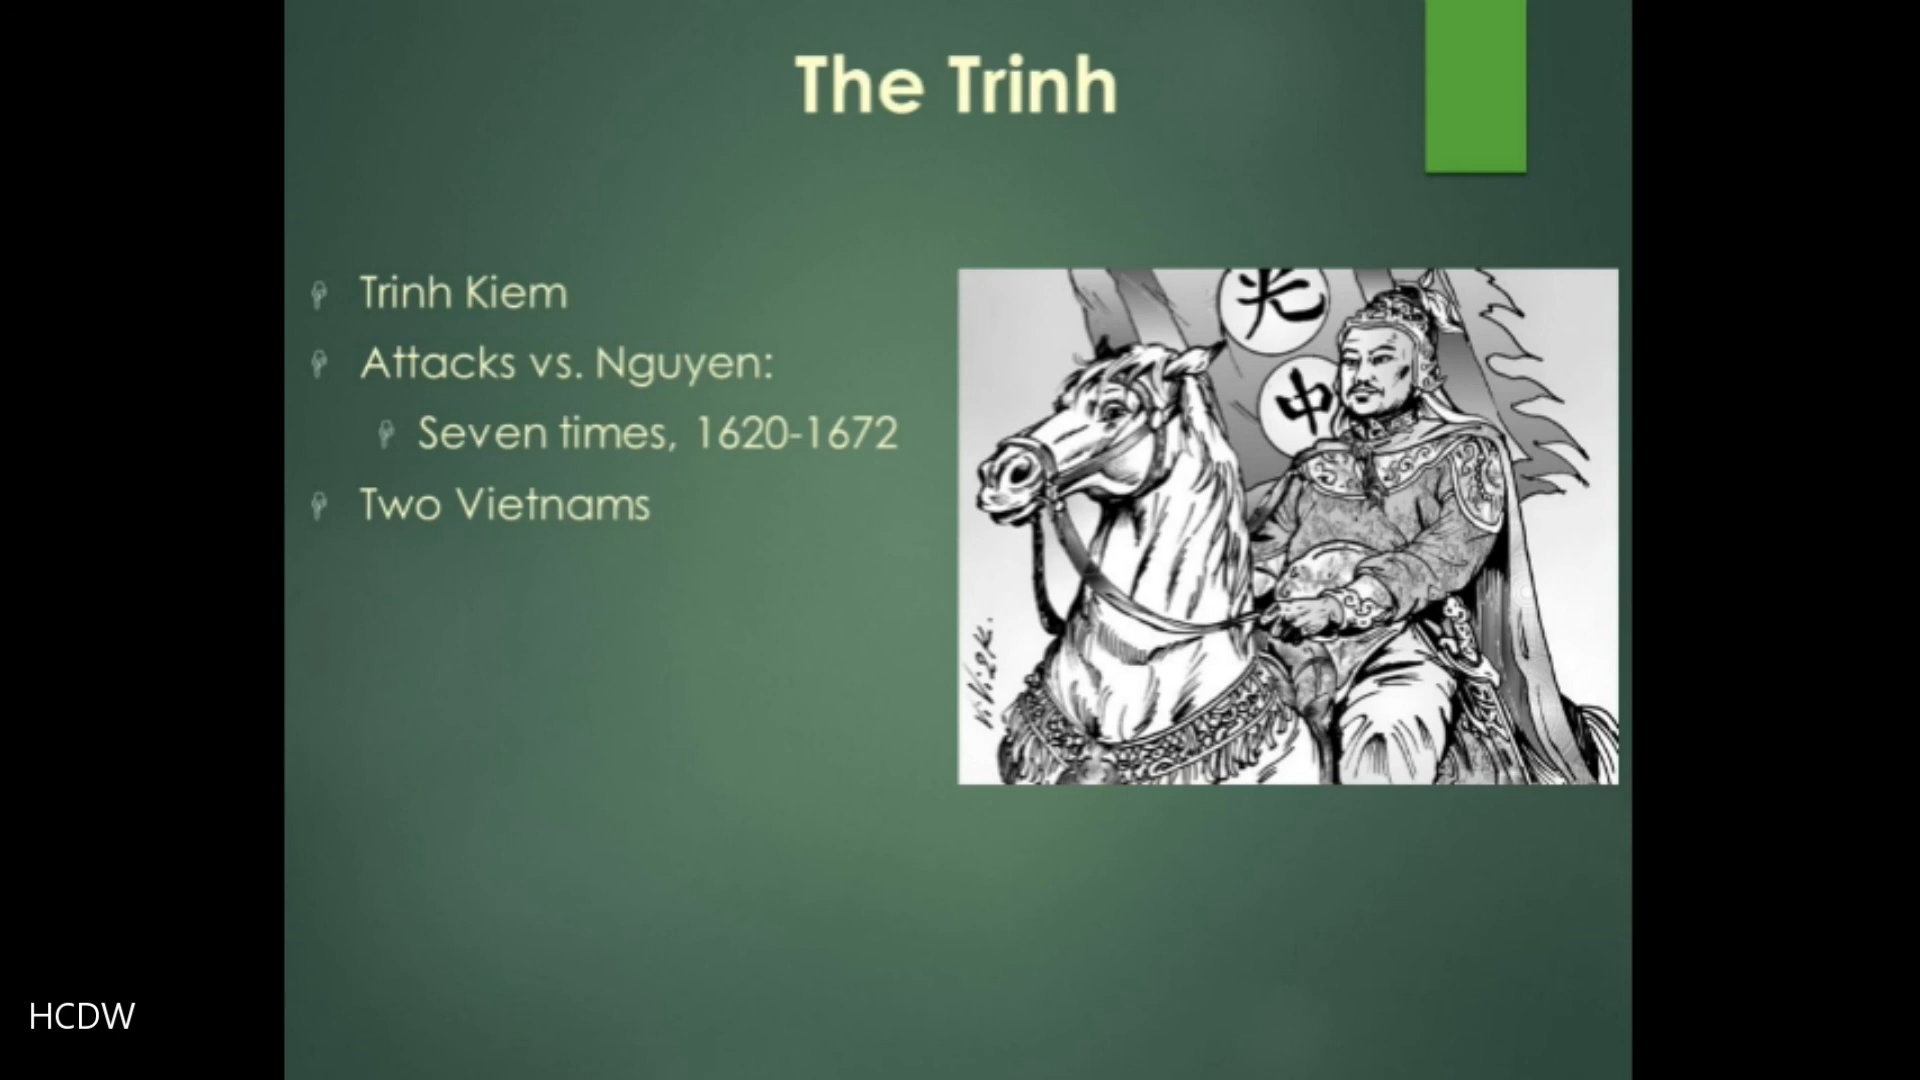 The Trinh
Trinh Kiem
Attacks vs. Nguyen:
Seven times, 1620-1672
Two Vietnams
光
中
HCDW